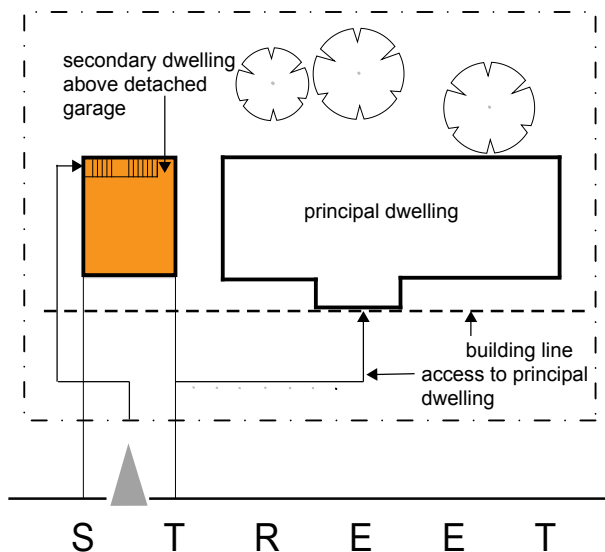 secondary dwelling
above detached
garage
principal dwelling
building line
access to principal
dwelling
S T R E E T